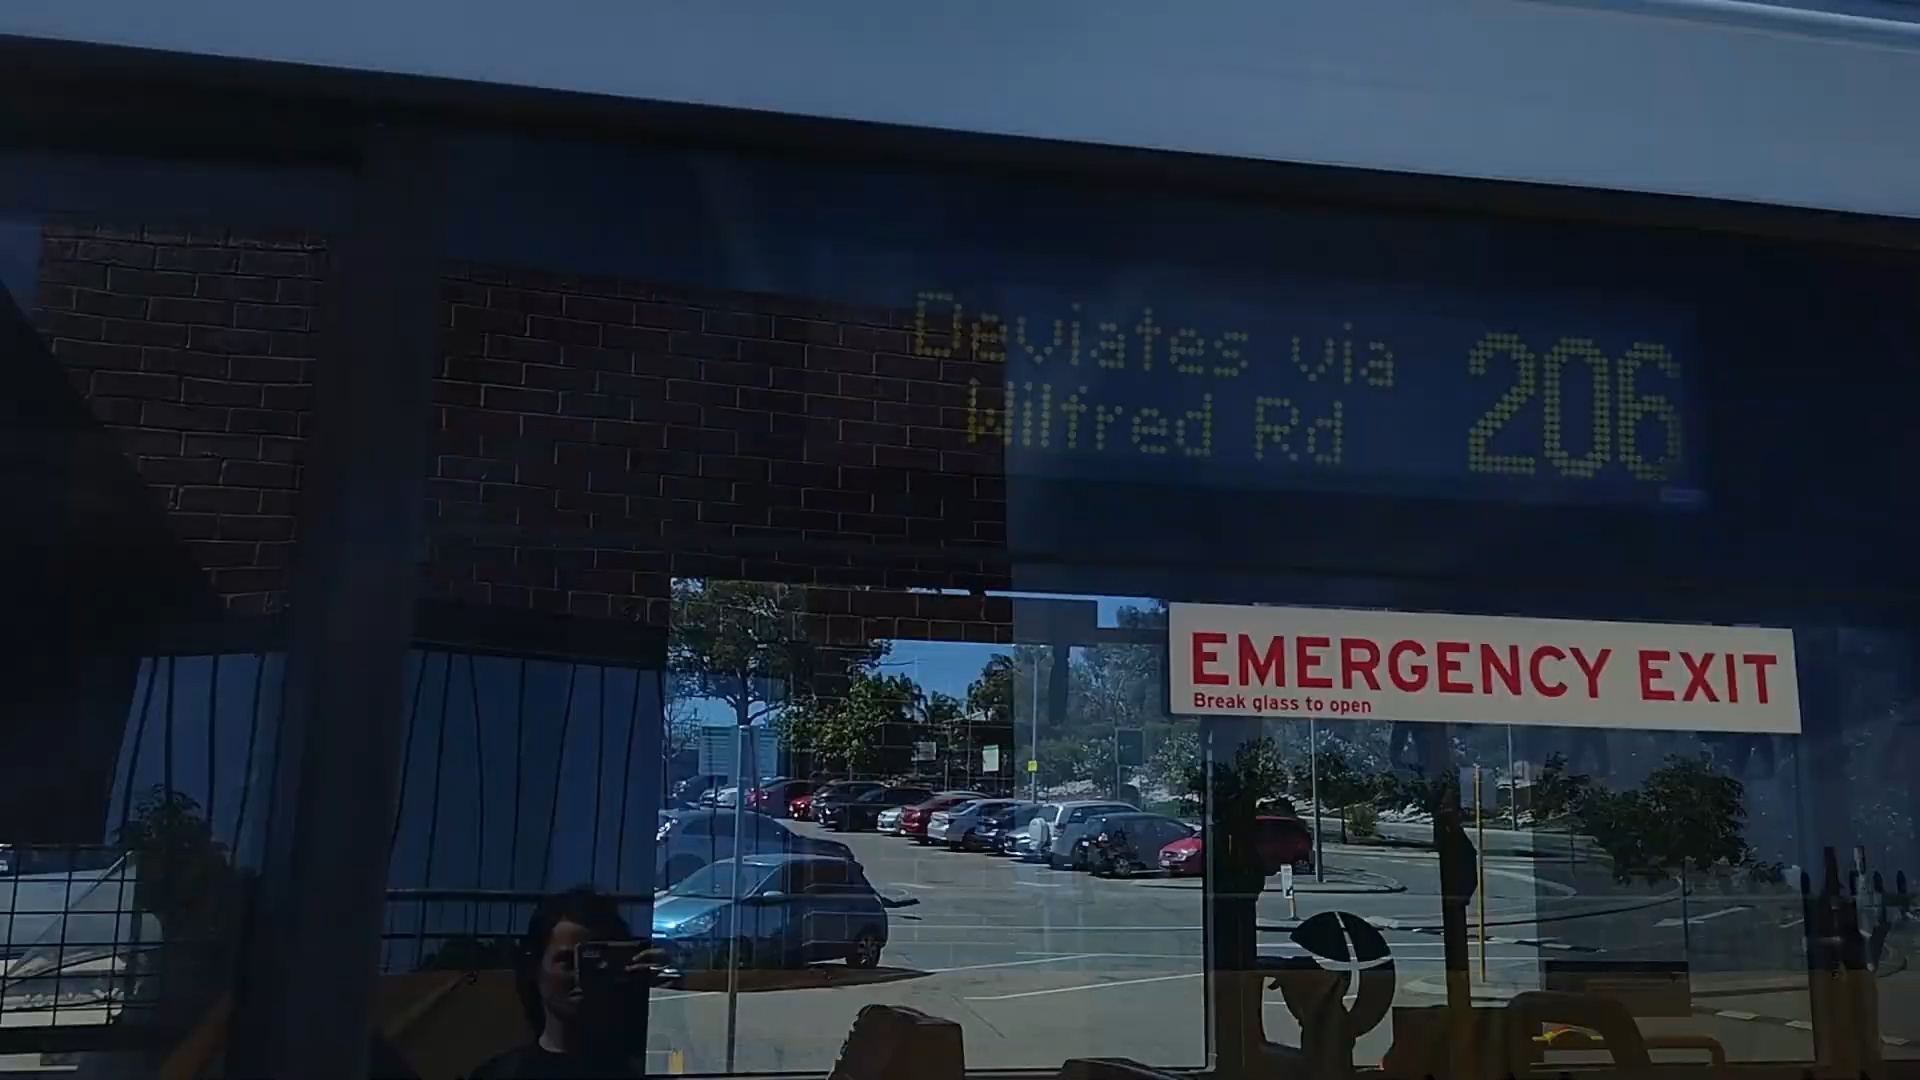 Deviates via
Wilfred Rd
206
EMERGENCY EXIT
Break glass to open